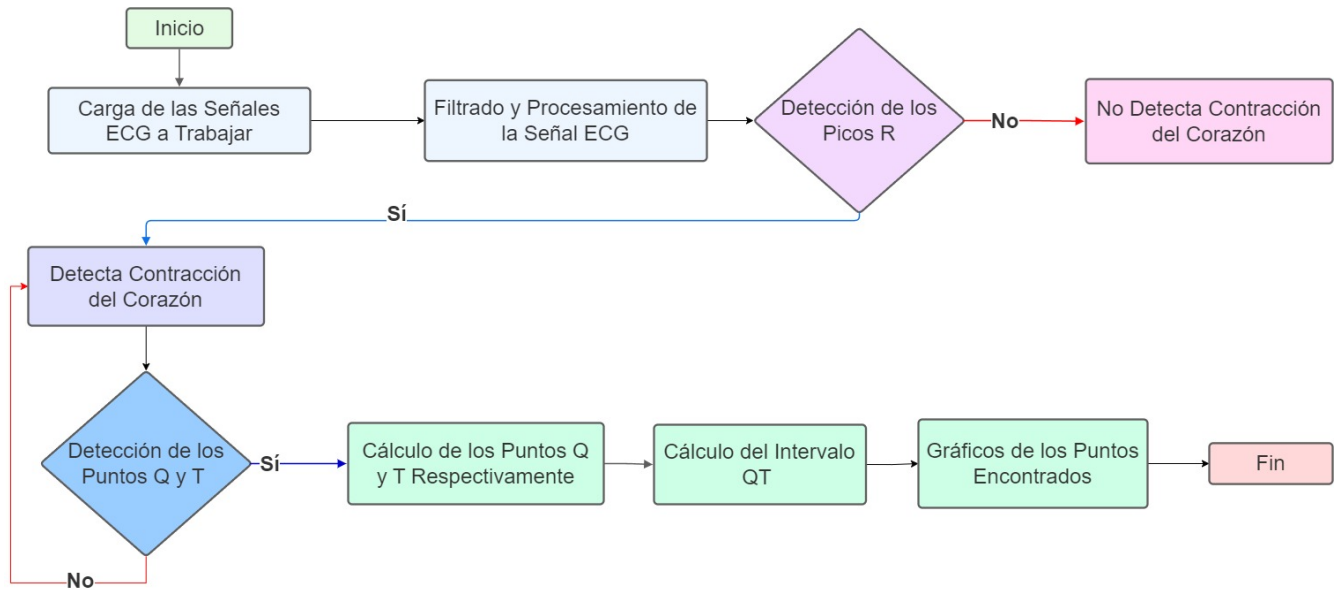 Inicio
Carga de las Señales
ECG a Trabajar
Filtrado y Procesamiento de
la Señal ECG
Detección de los
Picos R
No
No Detecta Contracción
del Corazón
Sí
Detecta Contracción
del Corazón
Detección de los
Puntos Q y T
Sí
Cálculo de los Puntos Q
y T Respectivamente
Cálculo del Intervalo
QT
Gráficos de los Puntos
Encontrados
Fin
No